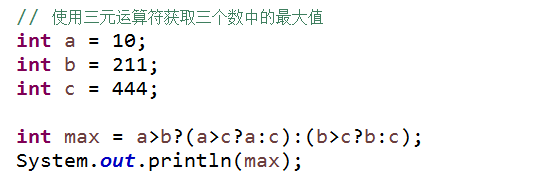 // 使用三元运算符获取三个数中的最大值
int a = 10;
int b = 211;
int c = 444;
int max = a>b?(a>c?a:c):(b>c?b:c);
System.out.println(max);